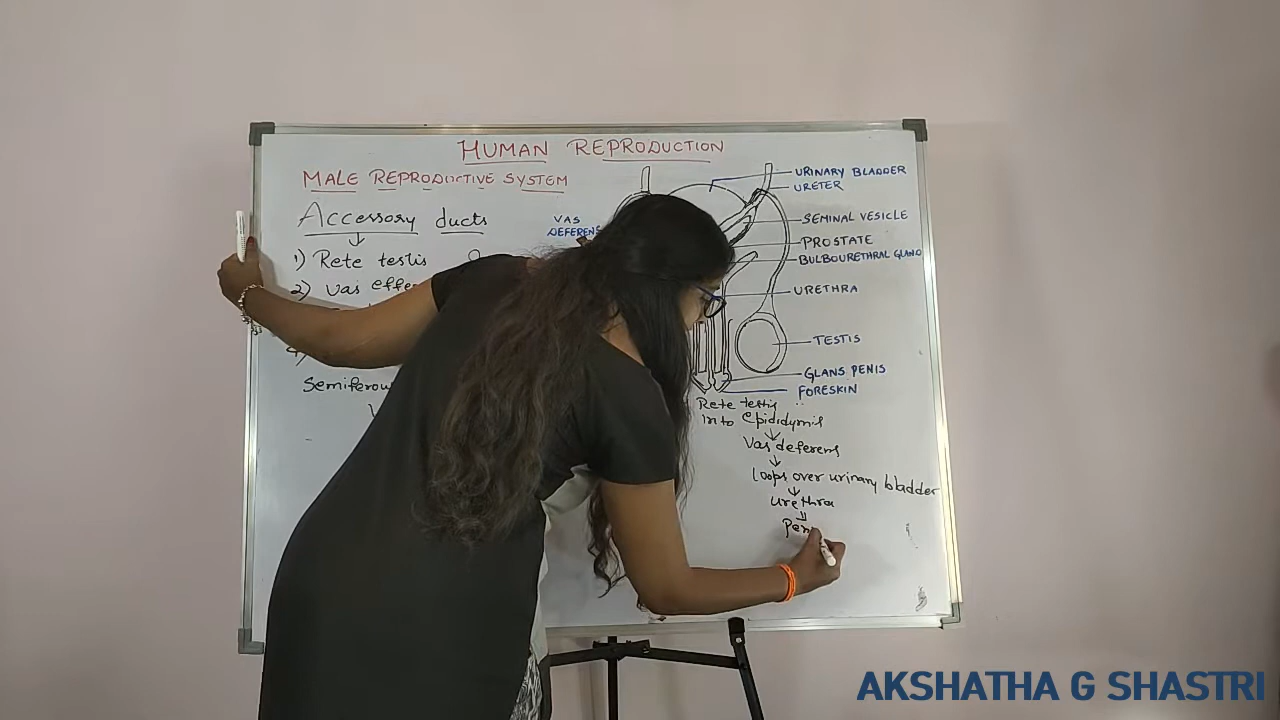 HUMAN REPRODUCTION
MALE REPRODUCTIVE SYSTEM
Accessory ducts
1) Rete testis
2) Vas effe
Semiferou
VAS
DEFERENS
URINARY BLADDER
URETER
SEMINAL VESICLE
PROSTATE
BULBOURETHRAL GLAND
URETHRA
TESTIS
GLANS PENIS
FORESKIN
Rete testis
Into epididymis
Vas deferens
Loops over urinary bladder
Urethra
Pen
AKSHATHA G SHASTRI